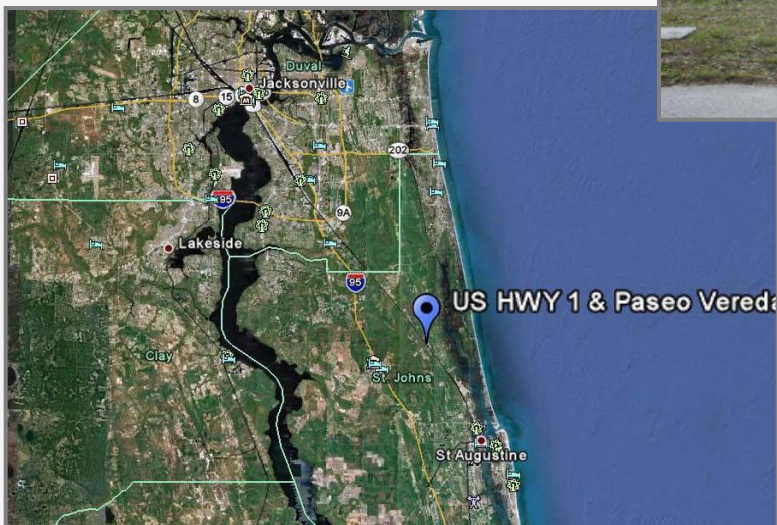 Duval
Jacksonville
8
15
202
95
9A
Lakeside
95
US HWY 1 & Paseo Vereda
Clay
St. Johns
St Augustine